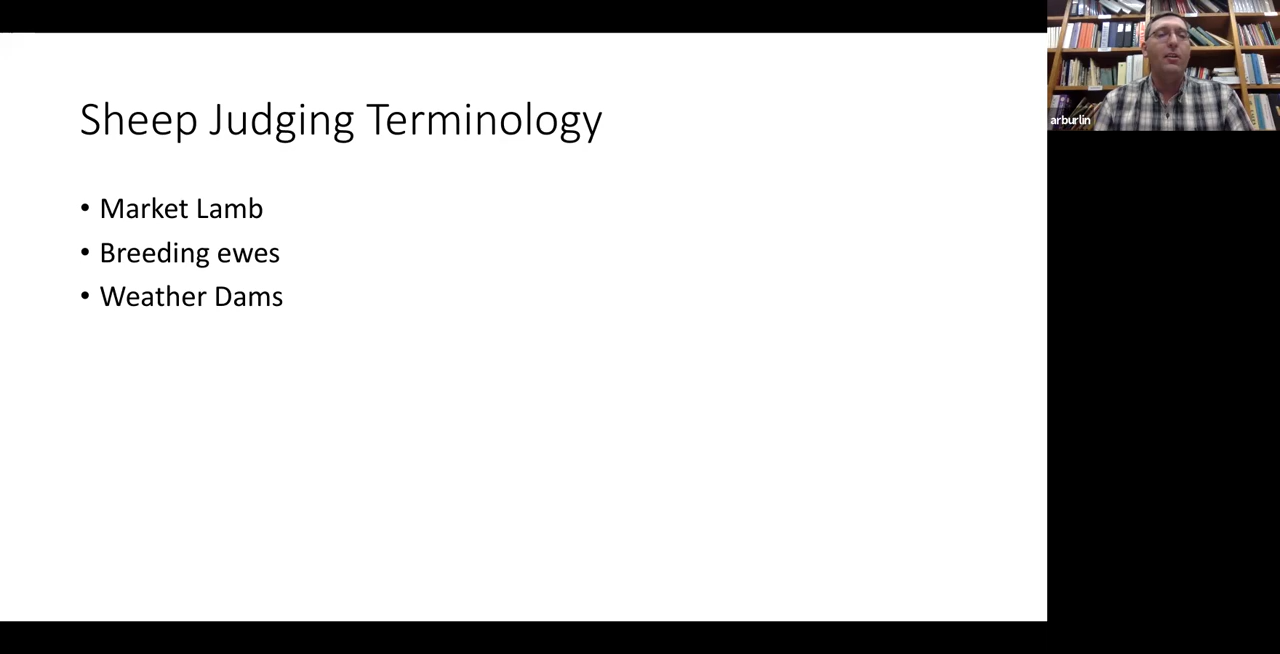 Sheep Judging Terminology
• Market Lamb
• Breeding ewes
• Weather Dams
arburlin